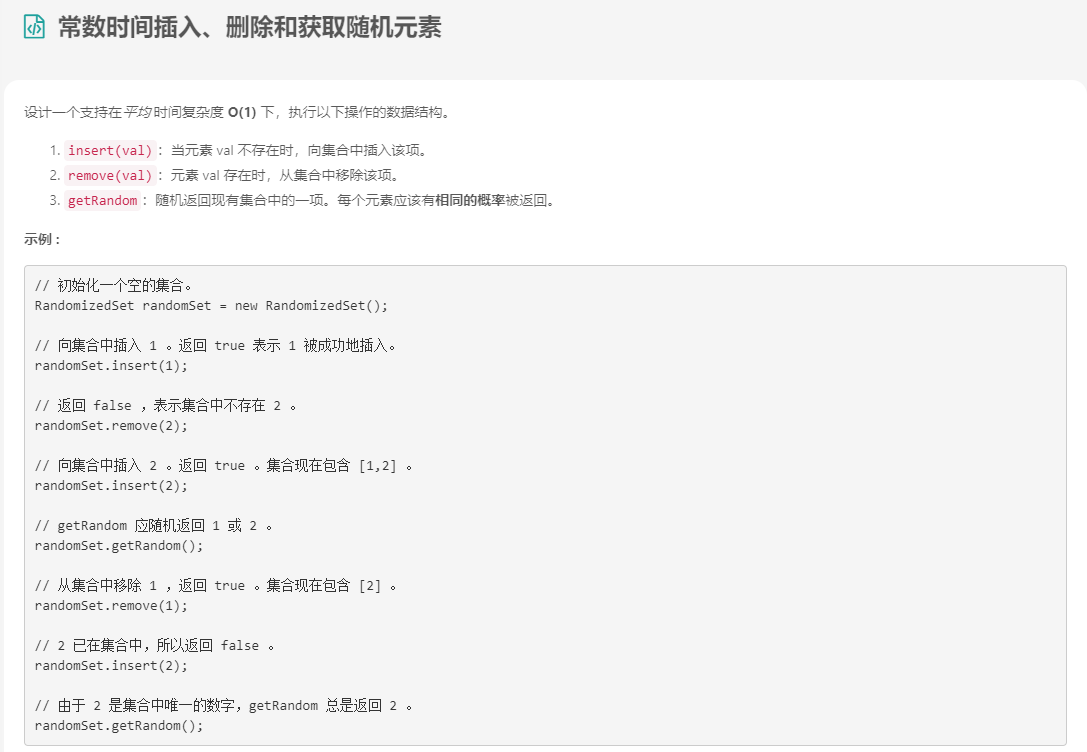 常数时间插入、删除和获取随机元素
设计一个支持在平均时间复杂度 O(1) 下，执行以下操作的数据结构。
1. insert(val)：当元素 val 不存在时，向集合中插入该项。
2. remove(val)：元素 val 存在时，从集合中移除该项。
3. getRandom：随机返回现有集合中的一项。每个元素应该有相同的概率被返回。
示例 :
// 初始化一个空的集合。
RandomizedSet randomSet = new RandomizedSet();
// 向集合中插入 1 。返回 true 表示 1 被成功地插入。
randomSet.insert(1);
// 返回 false ，表示集合中不存在 2 。
randomSet.remove(2);
// 向集合中插入 2 。返回 true 。集合现在包含 [1,2] 。
randomSet.insert(2);
// getRandom 应随机返回 1 或 2 。
randomSet.getRandom();
// 从集合中移除 1 ，返回 true 。集合现在包含 [2] 。
randomSet.remove(1);
// 2 已在集合中，所以返回 false 。
randomSet.insert(2);
// 由于 2 是集合中唯一的数字，getRandom 总是返回 2 。
randomSet.getRandom();